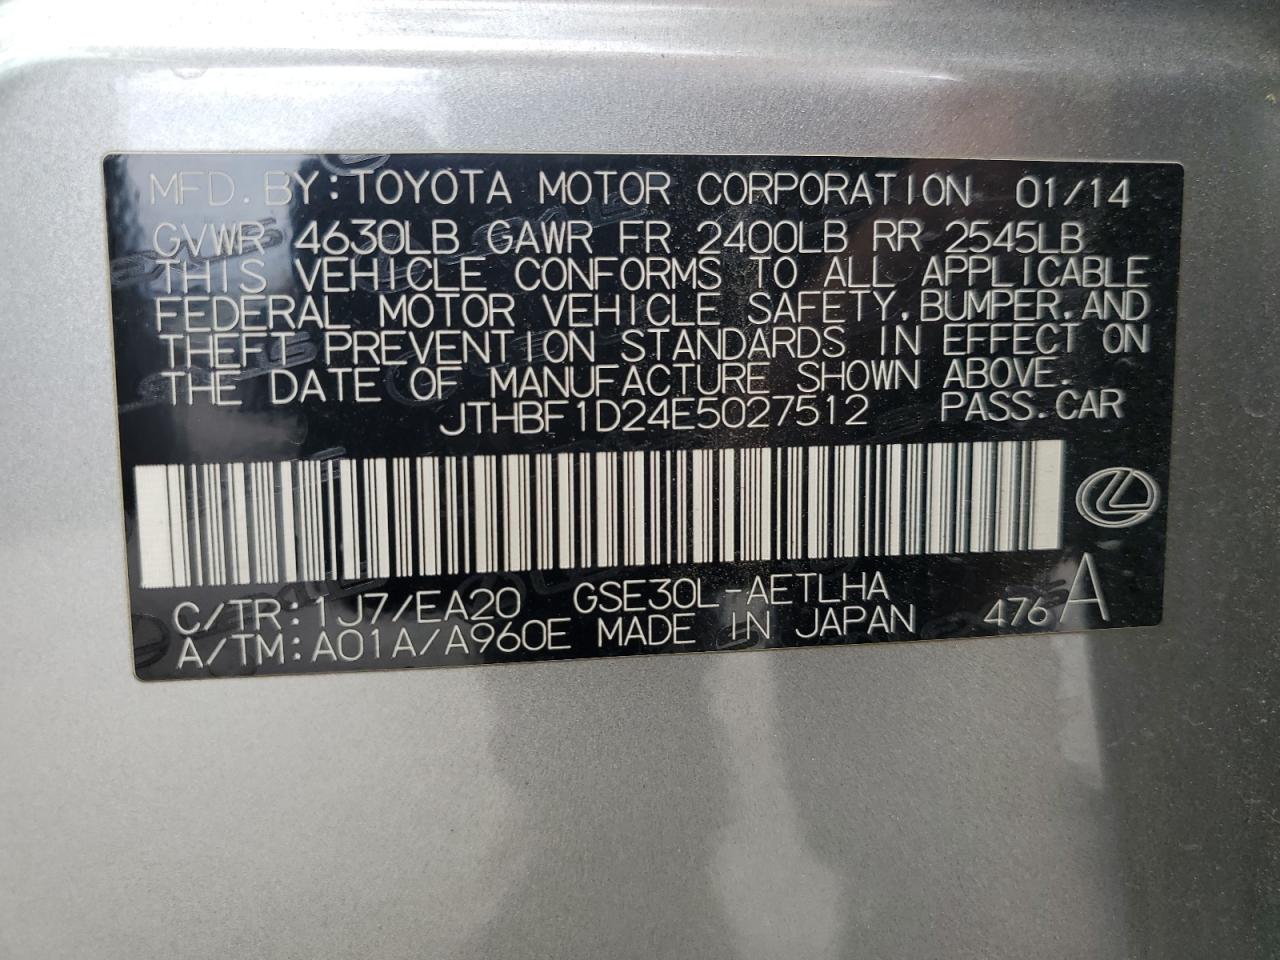 MFD.BY:TOYOTA MOTOR CORPORATION 01/14
GVWR 4630LB GAWR FR 2400LB RR 2545LB
THIS VEHICLE CONFORMS TO ALL APPLICABLE
FEDERAL MOTOR VEHICLE SAFETY,BUMPER,AND
THEFT PREVENTION STANDARDS IN EFFECT ON
THE DATE OF MANUFACTURE SHOWN ABOVE.
JTHBF1D24E5027512 PASS.CAR
C/TR:1J7/EA20 GSE30L-AETLHA
A/TM:A01A/A960E MADE IN JAPAN 476 A